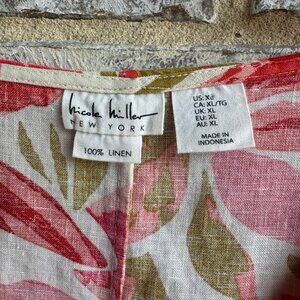 nicole miller
NEW YORK
100% LINEN
US: XL
CA: XL/TG
UK: XL
EU: XL
AU: XL
MADE IN
INDONESIA